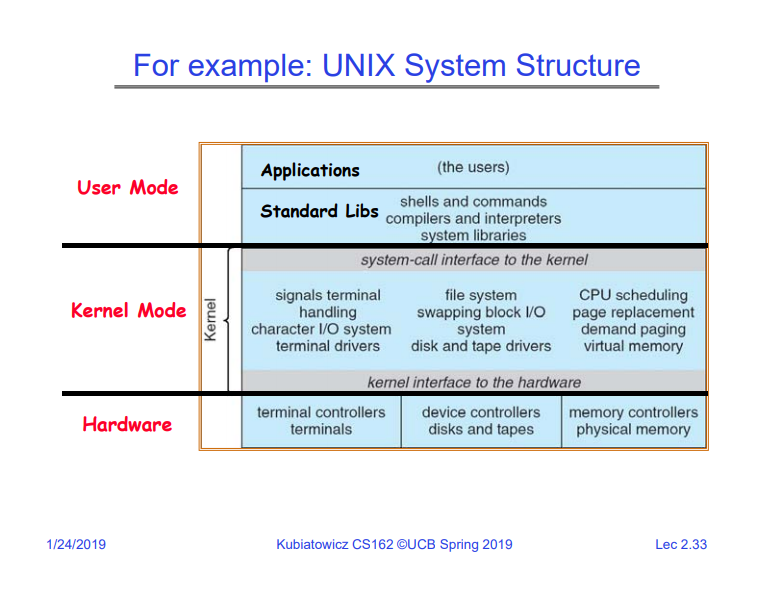 For example: UNIX System Structure
User Mode
Applications
(the users)
Standard Libs
shells and commands
compilers and interpreters
system libraries
Kernel Mode
Kernel
system-call interface to the kernel
signals terminal
handling
character I/O system
terminal drivers
file system
swapping block I/O
system
disk and tape drivers
CPU scheduling
page replacement
demand paging
virtual memory
kernel interface to the hardware
Hardware
terminal controllers
terminals
device controllers
disks and tapes
memory controllers
physical memory
1/24/2019
Kubiatowicz CS162 ©UCB Spring 2019
Lec 2.33